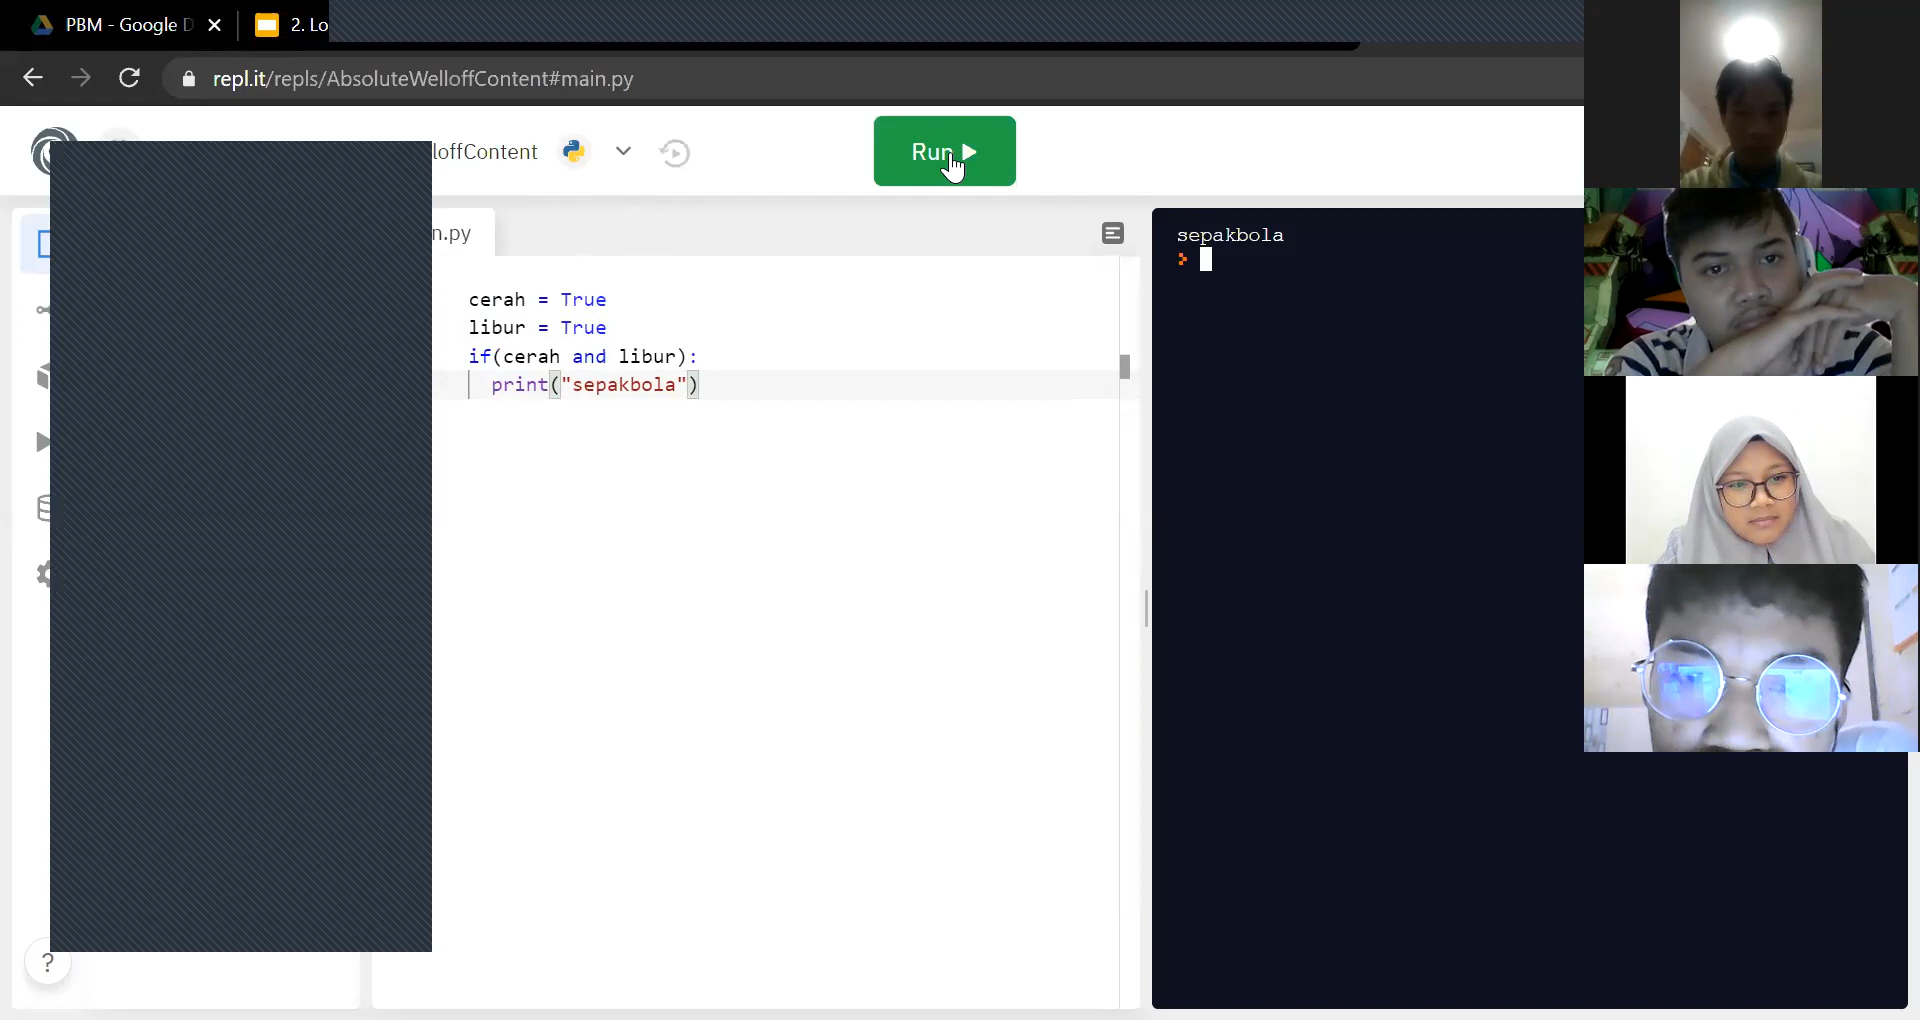 PBM - Google D
2. Lo
repl.it/repls/AbsoluteWelloffContent#main.py
loffContent
Run
n.py
cerah = True
libur = True
if(cerah and libur):
print("sepakbola")
sepakbola
?